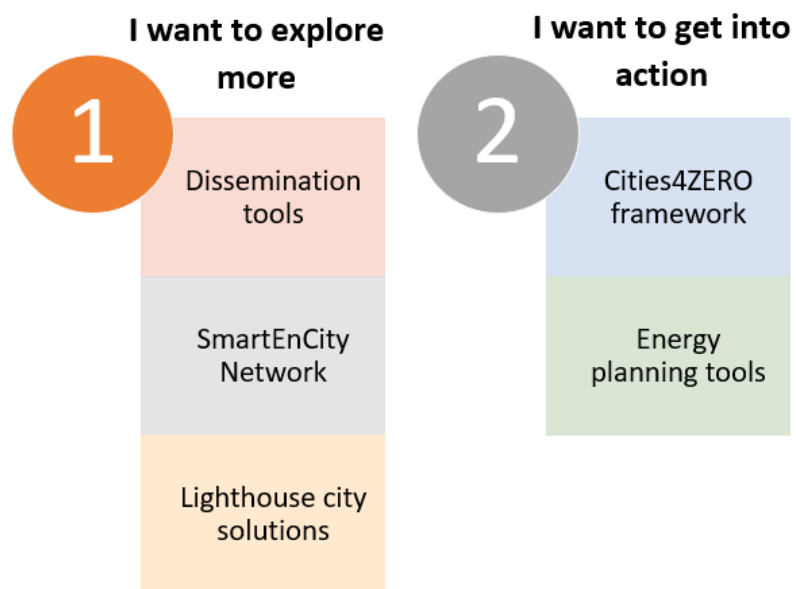 I want to explore
more
1
Dissemination
tools
SmartEnCity
Network
Lighthouse city
solutions
I want to get into
action
2
Cities4ZERO
framework
Energy
planning tools